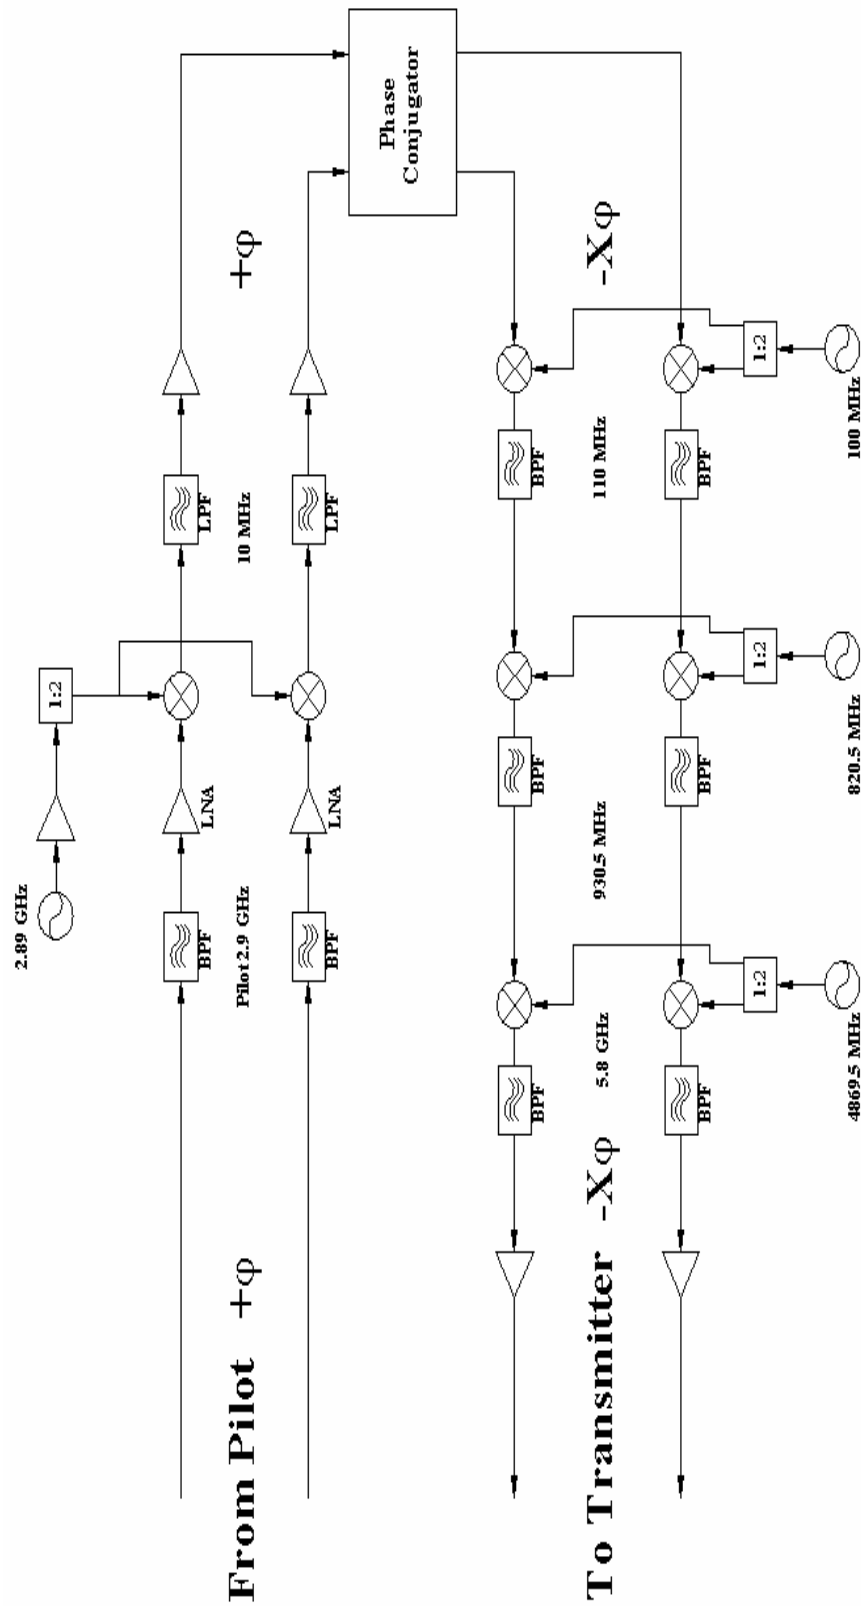 2.89 GHz
1:2
Phase
Conjugator
BPF
LNA
LPF
Pilot 2.9 GHz
10 MHz
BPF
LNA
LPF
From Pilot +φ
+φ
BPF
BPF
BPF
To Transmitter -Xφ
5.8 GHz
930.5 MHz
110 MHz
-Xφ
BPF
BPF
BPF
1:2
1:2
1:2
4869.5 MHz
820.5 MHz
100 MHz